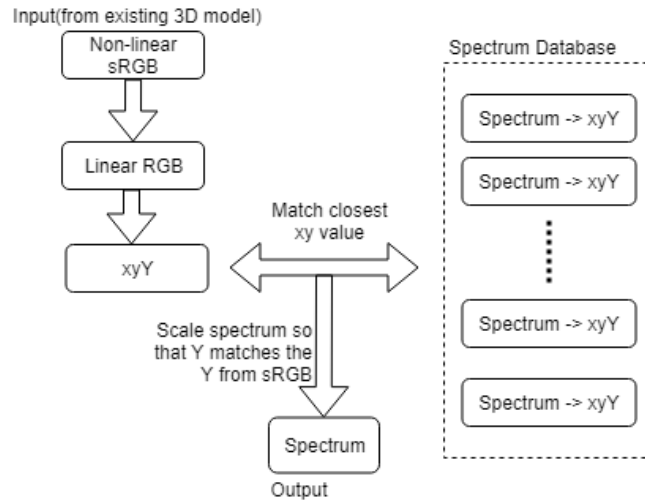 Input(from existing 3D model)
Non-linear
sRGB
Linear RGB
xyY
Match closest
xy value
Scale spectrum so
that Y matches the
Y from sRGB
Spectrum
Output
Spectrum Database
Spectrum -> xyY
Spectrum -> xyY
Spectrum -> xyY
Spectrum -> xyY